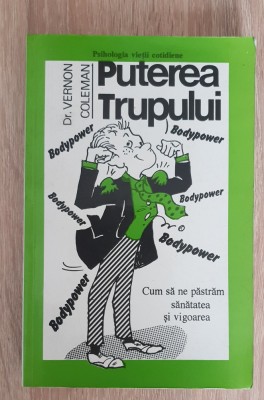 Psihologia vieții cotidiene
Dr. VERNON
COLEMAN
Puterea
Trupului
Bodypower
Bodypower
Bodypower
Bodypower
Bodypower
Bodypower
Cum să ne păstrăm
sănătatea
și vigoarea